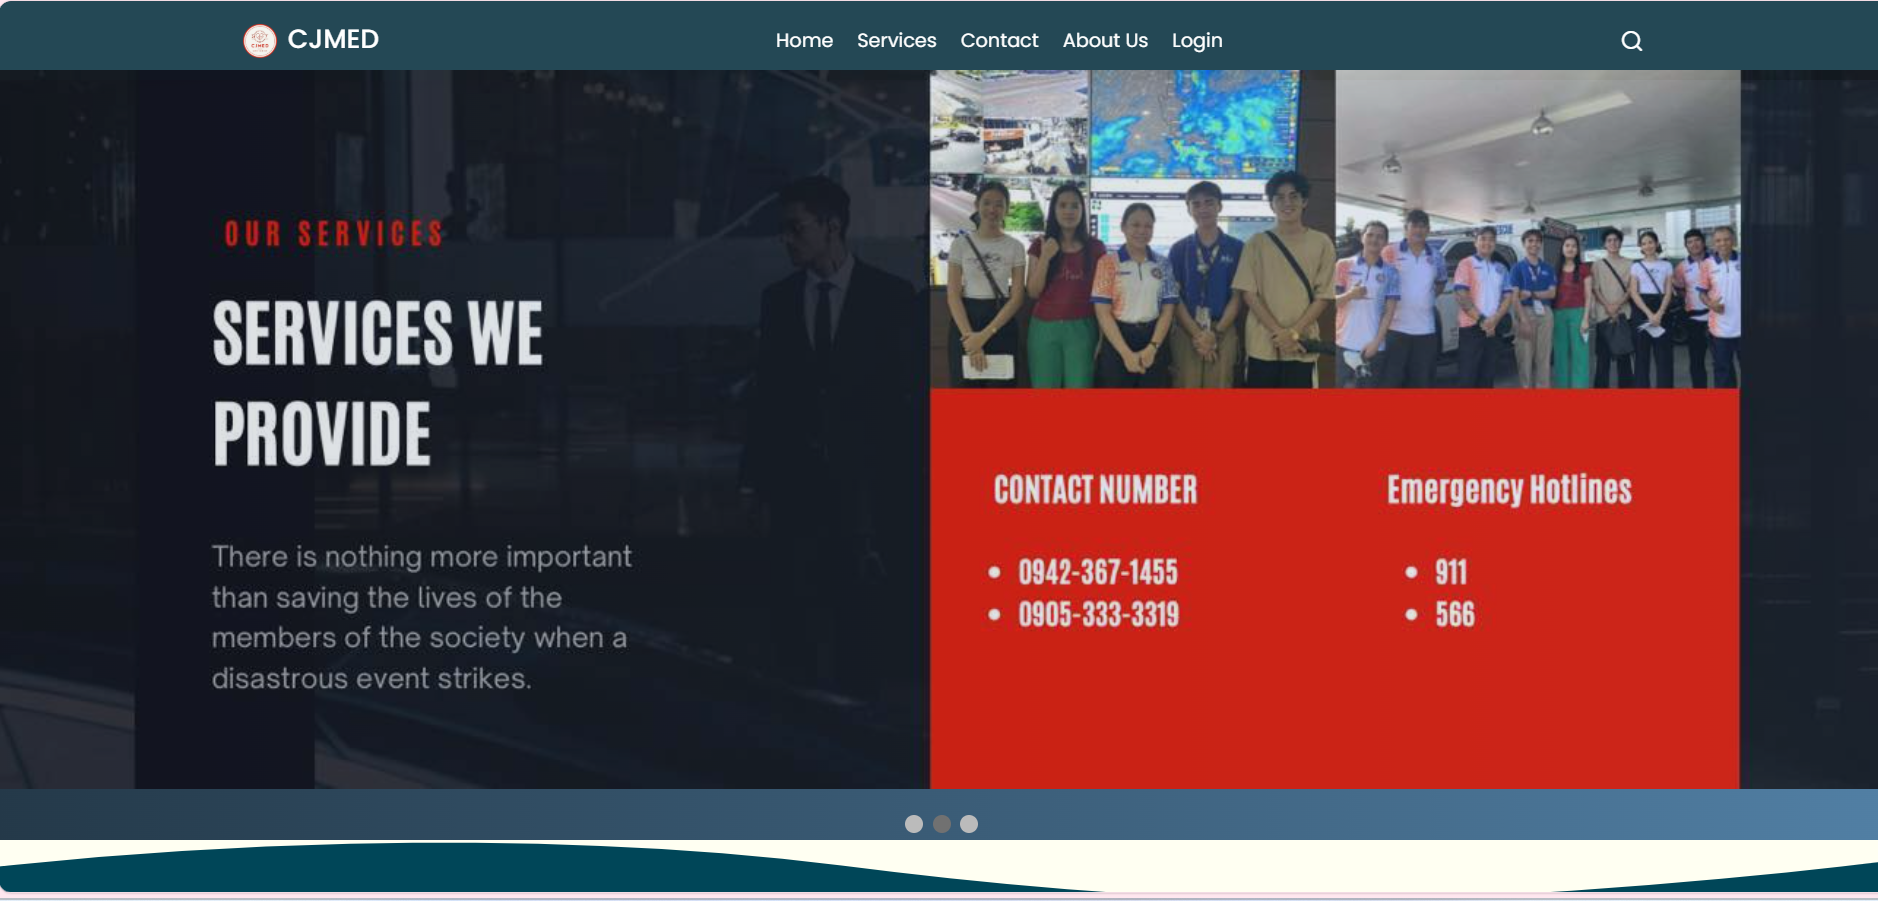 CJMED
Home Services Contact About Us Login
OUR SERVICES
SERVICES WE
PROVIDE
There is nothing more important
than saving the lives of the
members of the society when a
disastrous event strikes.
CONTACT NUMBER
• 0942-367-1455
• 0905-333-3319
Emergency Hotlines
• 911
• 566